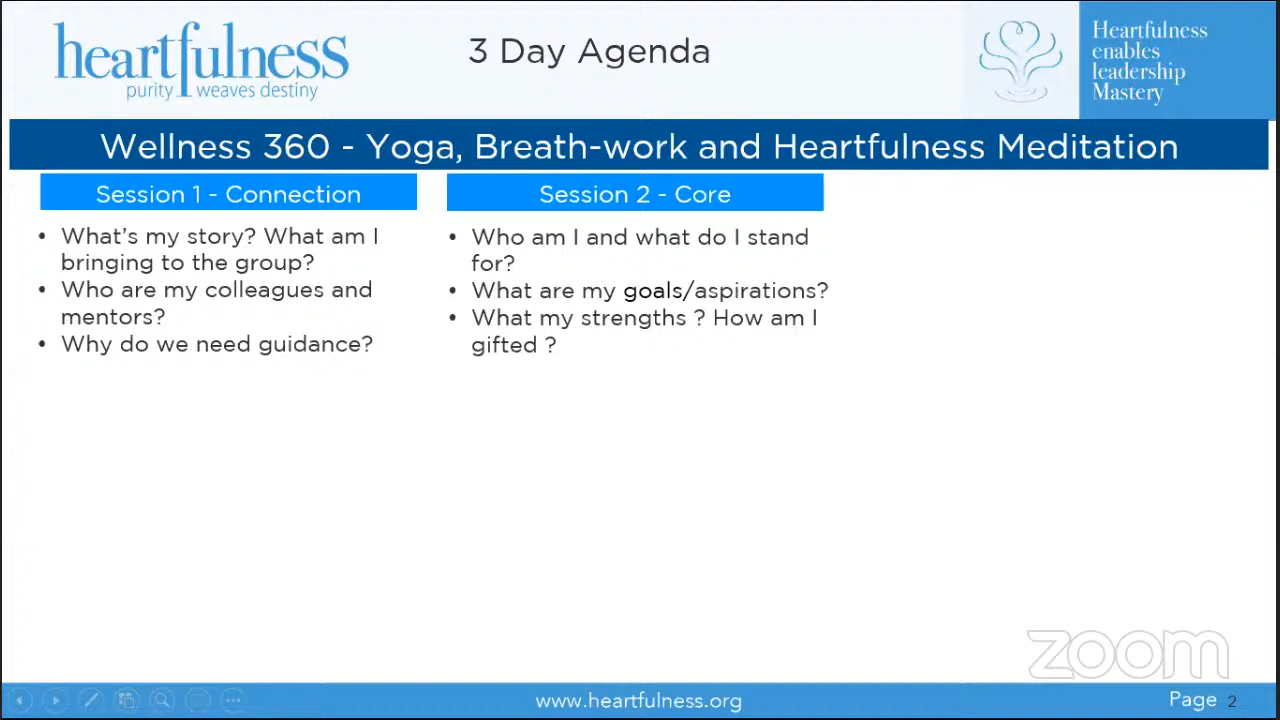 heartfulness
purity weaves destiny
3 Day Agenda
Heartfulness
enables
leadership
Mastery
Wellness 360 - Yoga, Breath-work and Heartfulness Meditation
Session 1 - Connection
• What's my story? What am I
bringing to the group?
• Who are my colleagues and
mentors?
• Why do we need guidance?
Session 2 - Core
• Who am I and what do I stand
for?
• What are my goals/aspirations?
• What my strengths ? How am I
gifted ?
zoom
www.heartfulness.org
Page 2